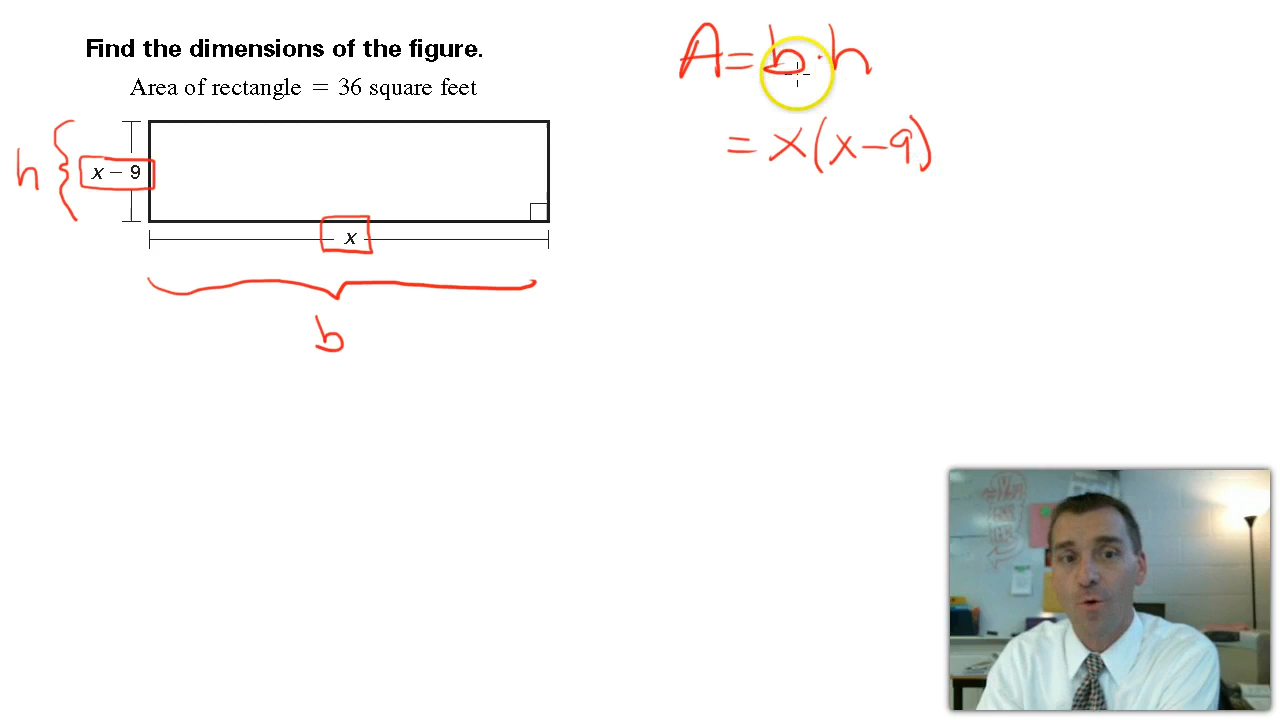 Find the dimensions of the figure.
Area of rectangle = 36 square feet
A = b · h
= x(x-9)
h
x − 9
x
b